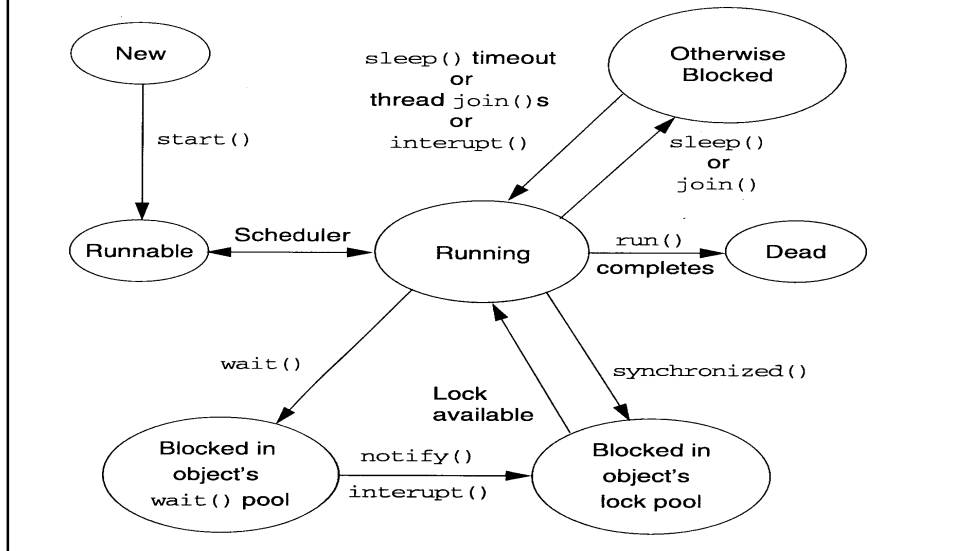 New
sleep() timeout
or
thread join()s
or
interupt()
Otherwise
Blocked
start()
sleep()
or
join()
Runnable
Scheduler
Running
run()
completes
Dead
wait()
synchronized()
Lock
available
Blocked in
object's
wait() pool
notify()
interupt()
Blocked in
object's
lock pool